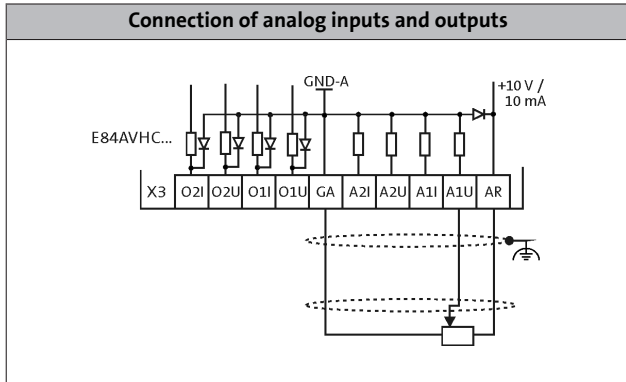 Connection of analog inputs and outputs
GND-A
+10 V /
10 mA
E84AVHC...
X3 O2I O2U O1I O1U GA A2I A2U A1I A1U AR